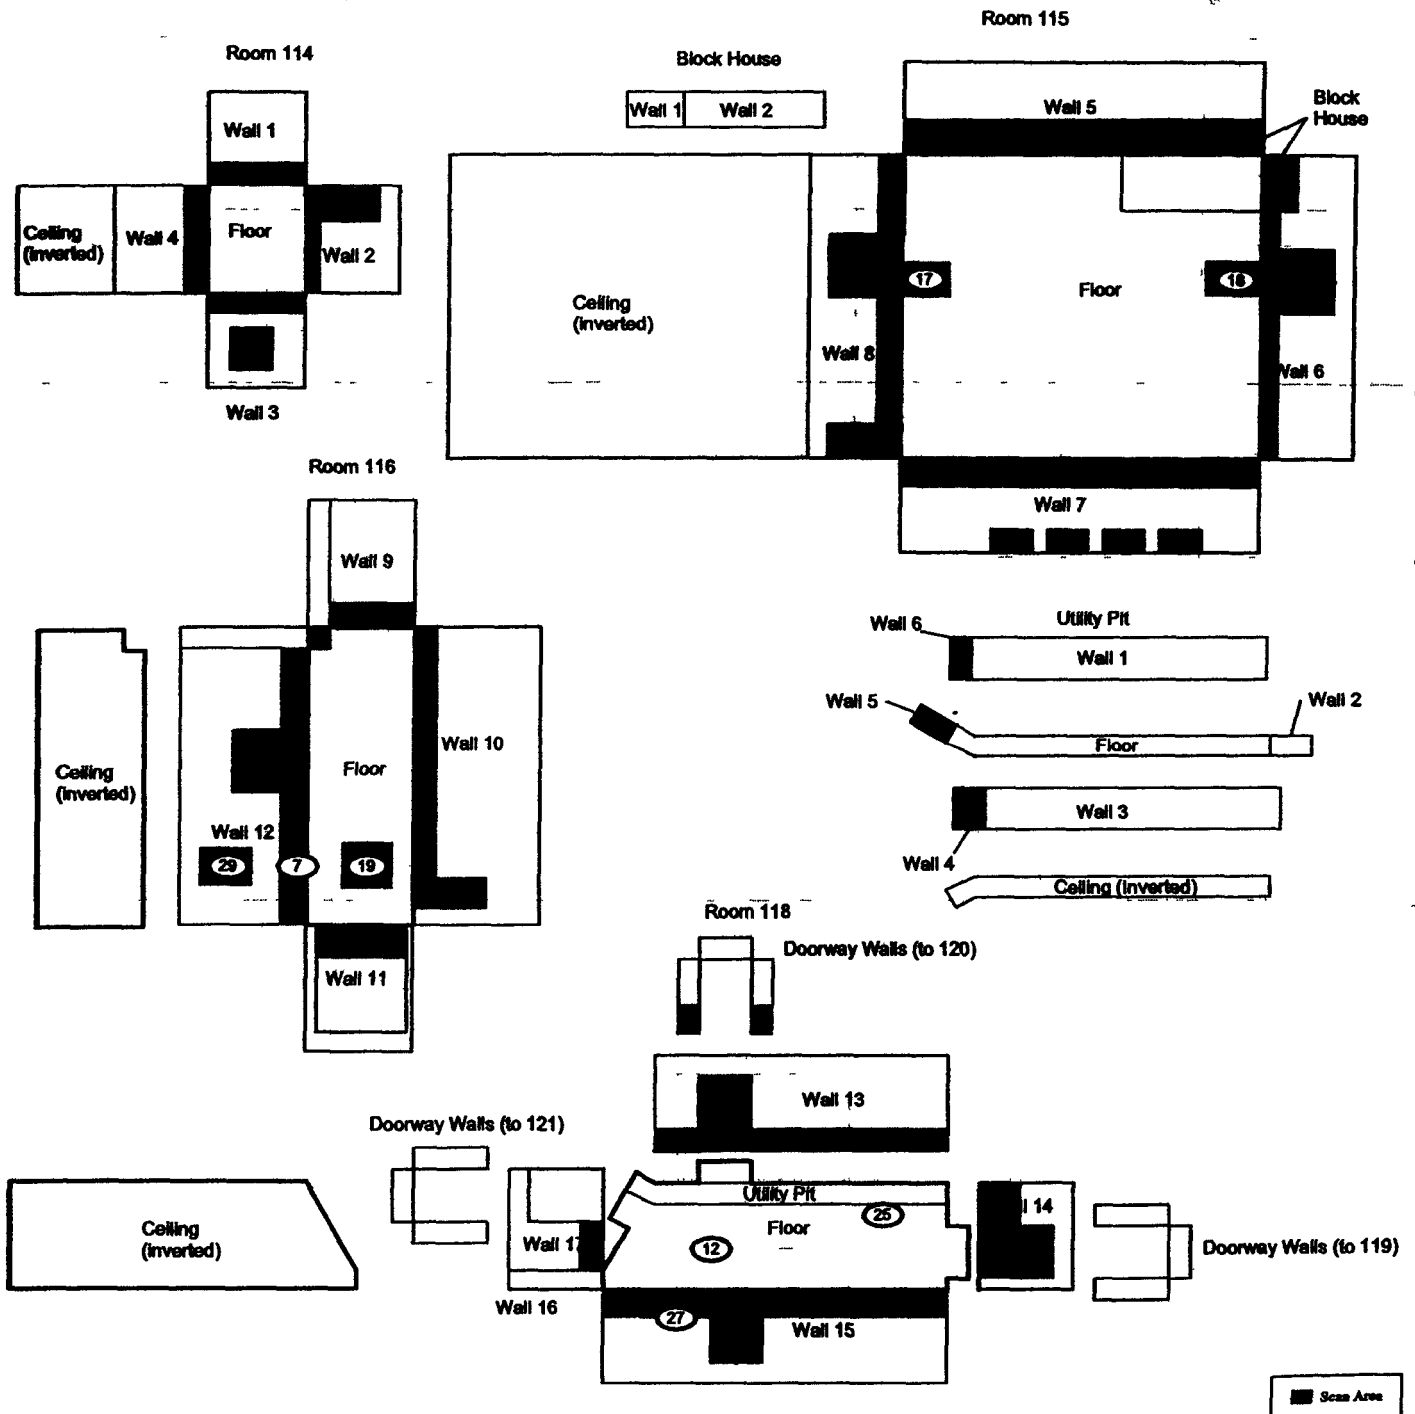 Room 115
Room 114
Block House
Wall 1
Wall 2
Wall 5
Block
House
Wall 1
Ceiling
(inverted)
Wall 4
Floor
Wall 2
Wall 3
Ceiling
(inverted)
Wall 8
17
Floor
18
Wall 6
Wall 7
Room 116
Wall 9
Wall 10
Ceiling
(inverted)
Floor
Wall 12
29
7
19
Wall 11
Utility Pit
Wall 6
Wall 1
Wall 5
Wall 2
Floor
Wall 3
Wall 4
Ceiling (inverted)
Room 118
Doorway Walls (to 120)
Wall 13
Doorway Walls (to 121)
Utility Pit
25
l 14
Ceiling
(inverted)
Wall 17
12
Floor
Doorway Walls (to 119)
Wall 16
27
Wall 15
Scan Area